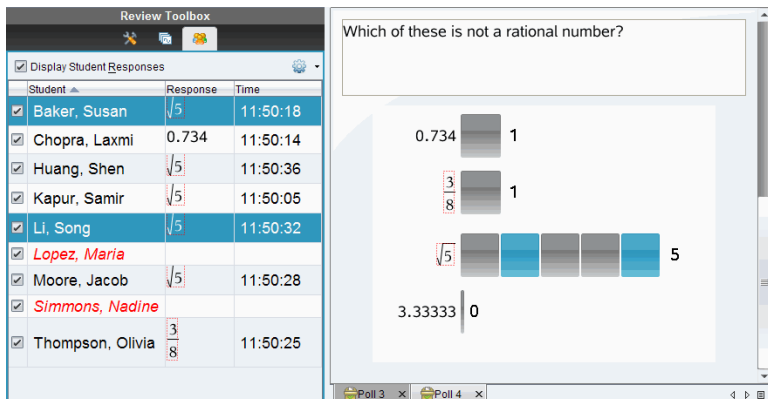 Review Toolbox
Display Student Responses
Student Response Time
Baker, Susan √5 11:50:18
Chopra, Laxmi 0.734 11:50:14
Huang, Shen √5 11:50:36
Kapur, Samir √5 11:50:05
Li, Song √5 11:50:32
Lopez, Maria
Moore, Jacob √5 11:50:28
Simmons, Nadine
Thompson, Olivia 3/8 11:50:25
Which of these is not a rational number?
0.734 1
3/8 1
√5 5
3.33333 0
Poll 3 x Poll 4 x